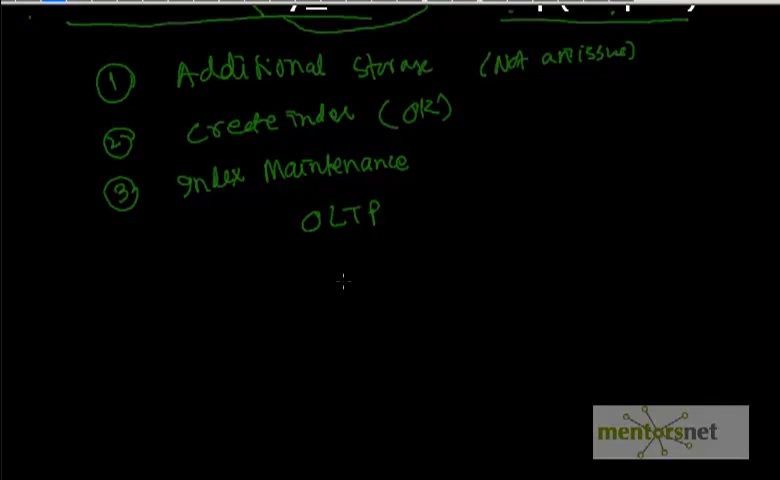 ① Additional storage (Not an issue)
② Create index (OK)
③ Index Maintenance
OLTP
mentorsnet